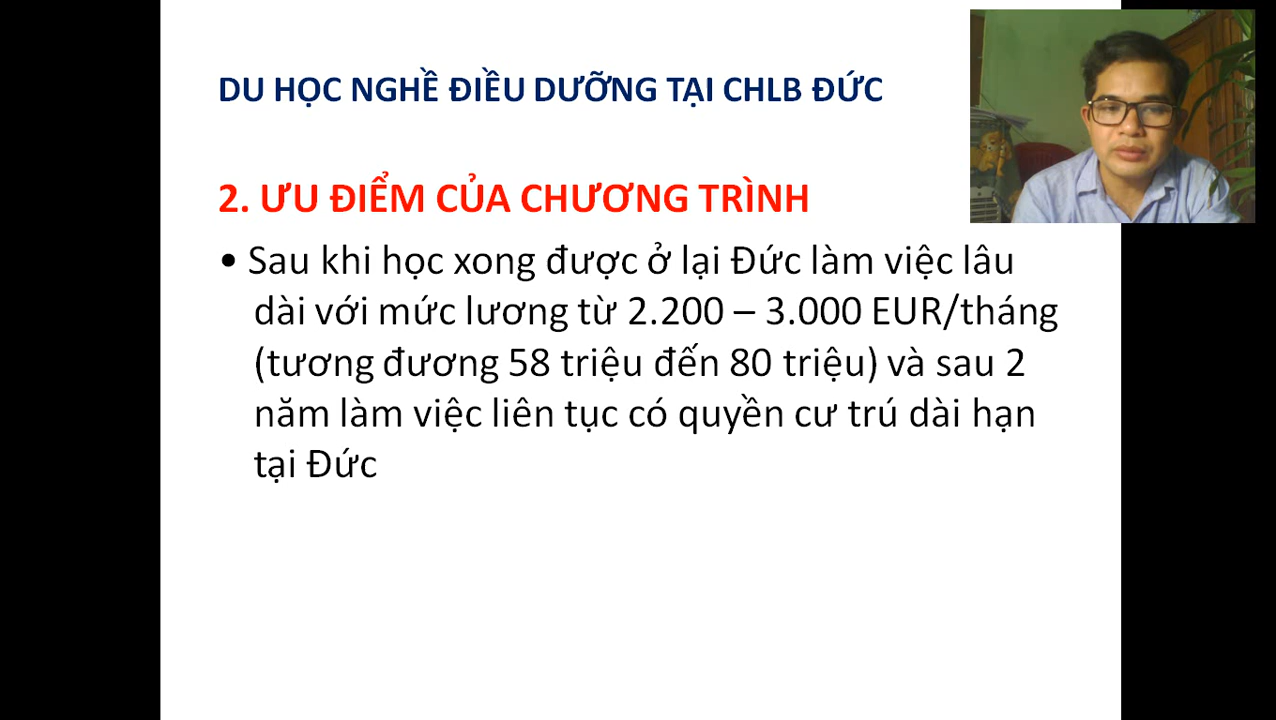 DU HỌC NGHỀ ĐIỀU DƯỠNG TẠI CHLB ĐỨC
2. ƯU ĐIỂM CỦA CHƯƠNG TRÌNH
• Sau khi học xong được ở lại Đức làm việc lâu
dài với mức lương từ 2.200 – 3.000 EUR/tháng
(tương đương 58 triệu đến 80 triệu) và sau 2
năm làm việc liên tục có quyền cư trú dài hạn
tại Đức